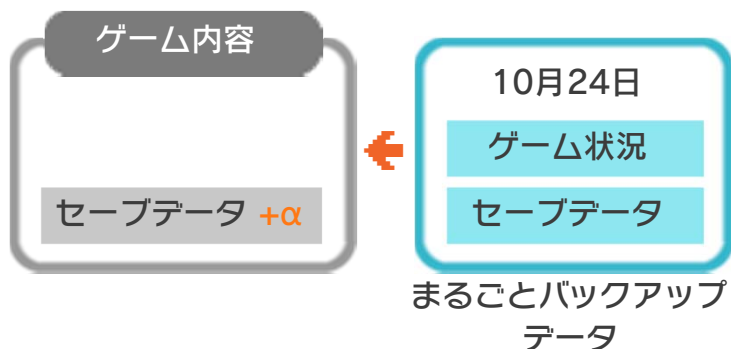 ゲーム内容
セーブデータ +α
10月24日
ゲーム状況
セーブデータ
まるごとバックアップ
データ